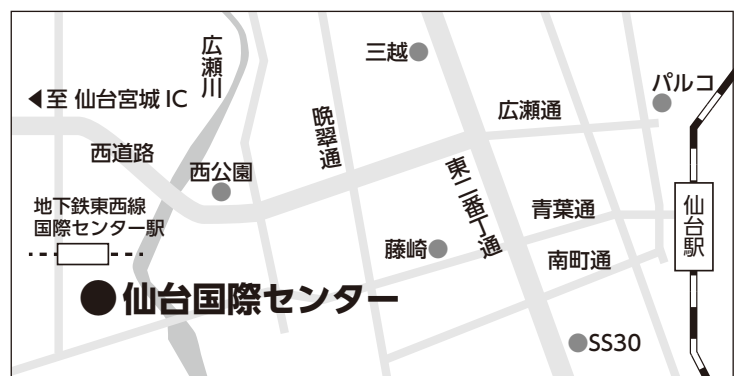 広瀬川
三越
パルコ
至 仙台宮城 IC
晩翠通
広瀬通
西道路
西公園
東二番丁通
地下鉄東西線
国際センター駅
青葉通
仙台駅
藤崎
南町通
仙台国際センター
SS30